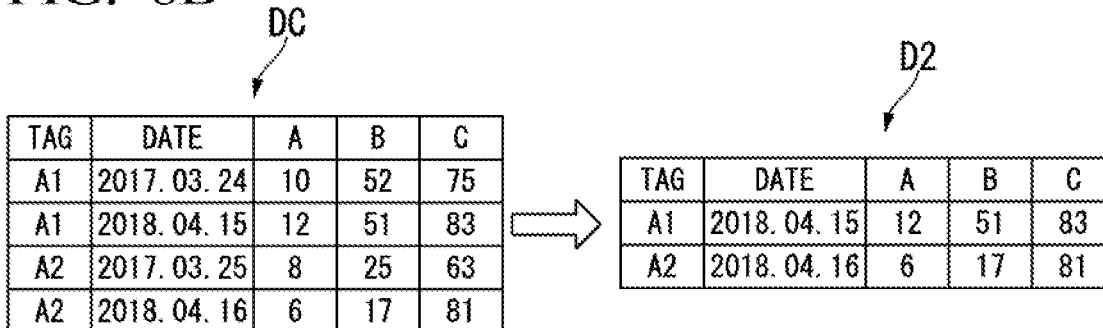 FIG. 8B
DC
D2
TAG DATE A B C
A1 2017.03.24 10 52 75
A1 2018.04.15 12 51 83
A2 2017.03.25 8 25 63
A2 2018.04.16 6 17 81
TAG DATE A B C
A1 2018.04.15 12 51 83
A2 2018.04.16 6 17 81